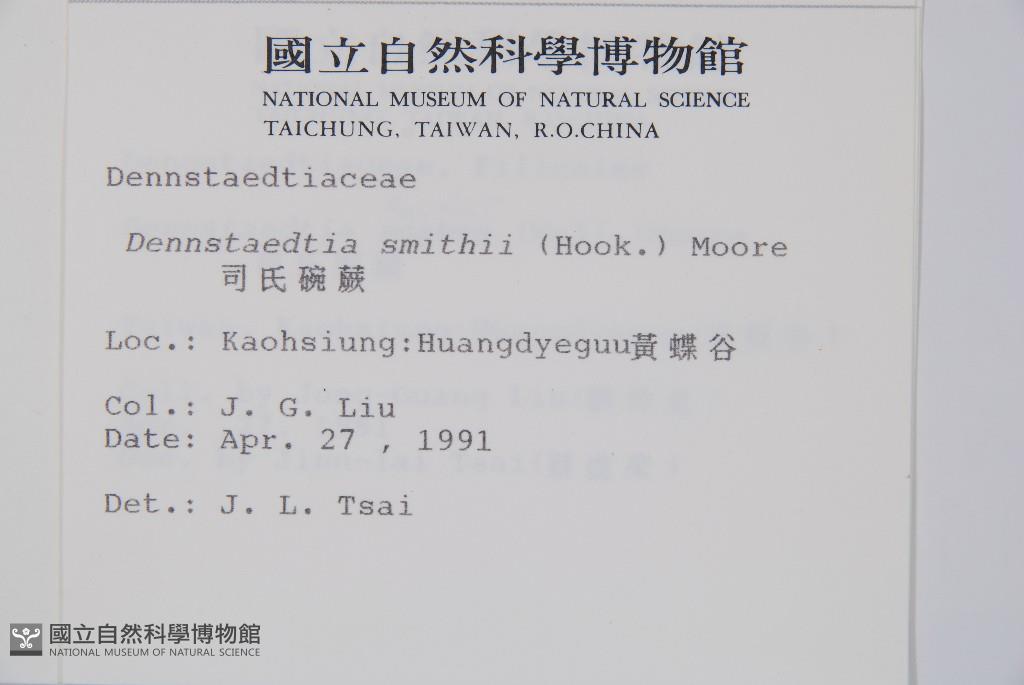 國立自然科學博物館
NATIONAL MUSEUM OF NATURAL SCIENCE
TAICHUNG, TAIWAN, R.O.CHINA
Dennstaedtiaceae
Dennstaedtia smithii (Hook.) Moore
司氏碗蕨
Loc.: Kaohsiung:Huangdyeguu黃蝶谷
Col.: J. G. Liu
Date: Apr. 27 , 1991
Det.: J. L. Tsai
國立自然科學博物館
NATIONAL MUSEUM OF NATURAL SCIENCE